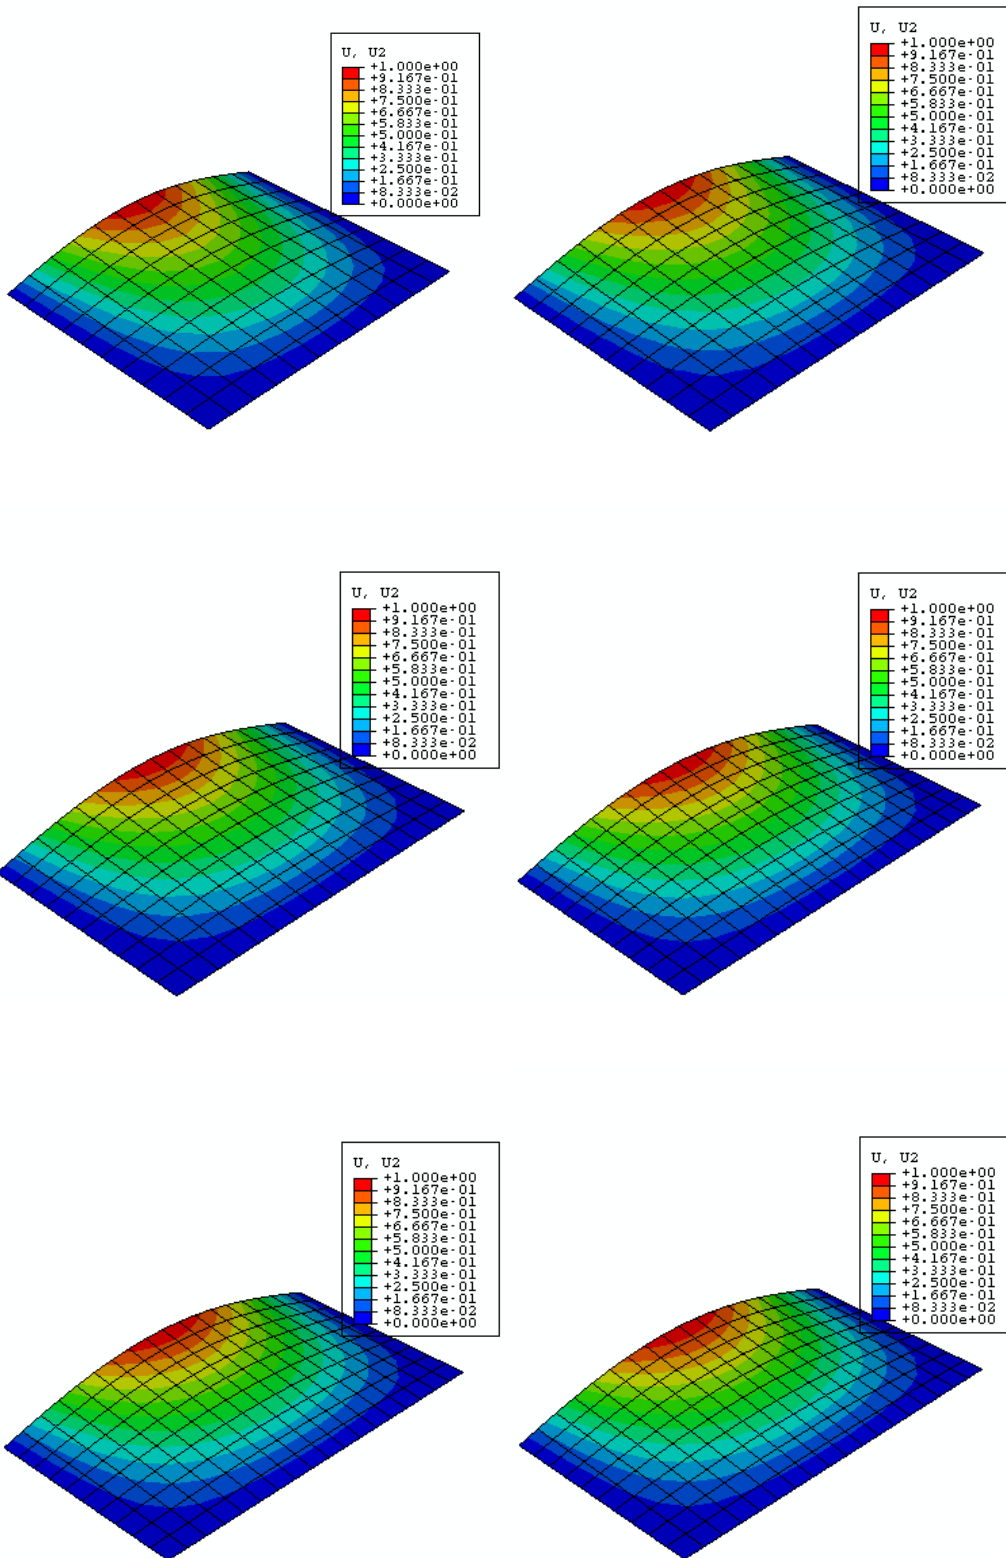 U, U2
+1.000e+00
+9.167e-01
+8.333e-01
+7.500e-01
+6.667e-01
+5.833e-01
+5.000e-01
+4.167e-01
+3.333e-01
+2.500e-01
+1.667e-01
+8.333e-02
+0.000e+00
U, U2
+1.000e+00
+9.167e-01
+8.333e-01
+7.500e-01
+6.667e-01
+5.833e-01
+5.000e-01
+4.167e-01
+3.333e-01
+2.500e-01
+1.667e-01
+8.333e-02
+0.000e+00
U, U2
+1.000e+00
+9.167e-01
+8.333e-01
+7.500e-01
+6.667e-01
+5.833e-01
+5.000e-01
+4.167e-01
+3.333e-01
+2.500e-01
+1.667e-01
+8.333e-02
+0.000e+00
U, U2
+1.000e+00
+9.167e-01
+8.333e-01
+7.500e-01
+6.667e-01
+5.833e-01
+5.000e-01
+4.167e-01
+3.333e-01
+2.500e-01
+1.667e-01
+8.333e-02
+0.000e+00
U, U2
+1.000e+00
+9.167e-01
+8.333e-01
+7.500e-01
+6.667e-01
+5.833e-01
+5.000e-01
+4.167e-01
+3.333e-01
+2.500e-01
+1.667e-01
+8.333e-02
+0.000e+00
U, U2
+1.000e+00
+9.167e-01
+8.333e-01
+7.500e-01
+6.667e-01
+5.833e-01
+5.000e-01
+4.167e-01
+3.333e-01
+2.500e-01
+1.667e-01
+8.333e-02
+0.000e+00